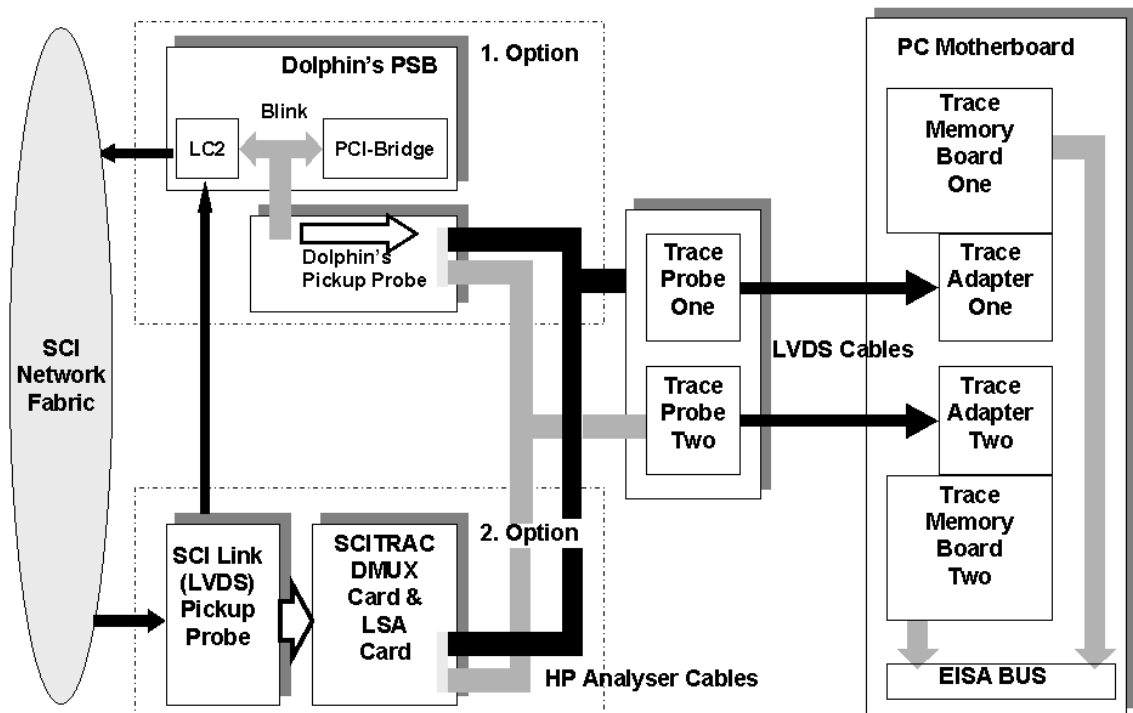 1. Option
Dolphin's PSB
Blink
LC2
PCI-Bridge
Dolphin's
Pickup Probe
SCI
Network
Fabric
2. Option
SCI Link
(LVDS)
Pickup
Probe
SCITRAC
DMUX
Card &
LSA
Card
HP Analyser Cables
Trace
Probe
One
Trace
Probe
Two
LVDS Cables
PC Motherboard
Trace
Memory
Board
One
Trace
Adapter
One
Trace
Adapter
Two
Trace
Memory
Board
Two
EISA BUS